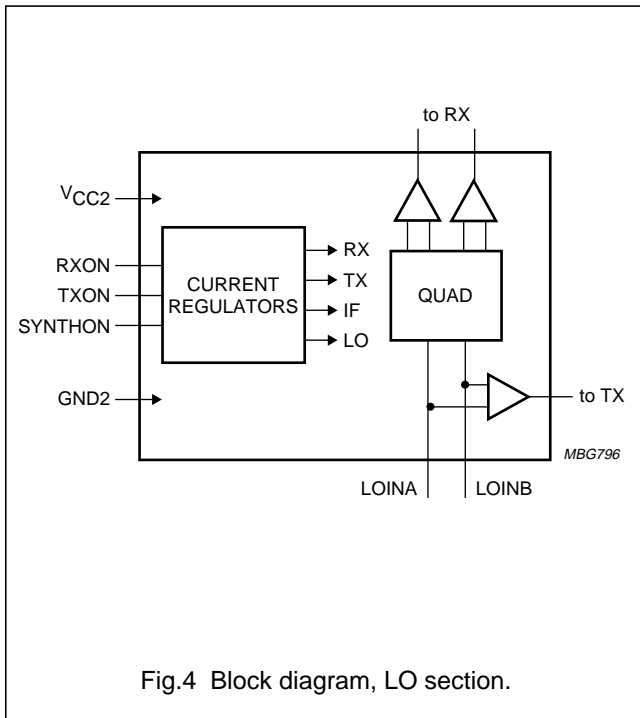 to RX
VCC2
RXON
TXON
SYNTHON
GND2
CURRENT
REGULATORS
RX
TX
IF
LO
QUAD
to TX
MBG796
LOINA
LOINB
Fig.4 Block diagram, LO section.